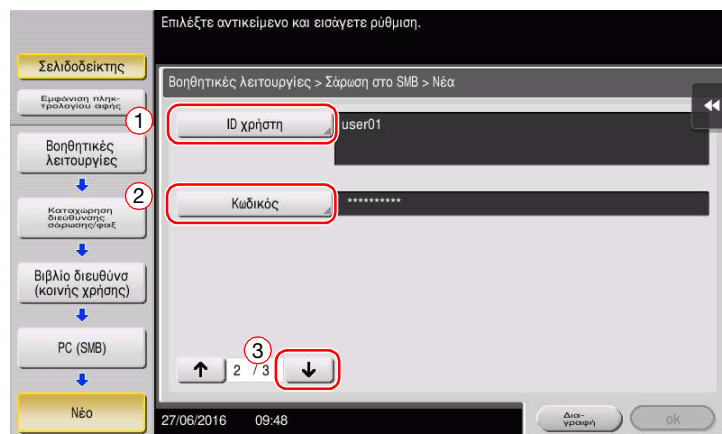 Επιλέξτε αντικείμενο και εισάγετε ρύθμιση.
Σελιδοδείκτης
Εμφάνιση πληκ-
τρολογίου αφής
1
Βοηθητικές
λειτουργίες
2
Καταχώρηση
διεύθυνσης
σάρωσης/φαξ
Βιβλίο διευθύνσ
(κοινής χρήσης)
PC (SMB)
Νέο
Βοηθητικές λειτουργίες > Σάρωση στο SMB > Νέα
ID χρήστη
user01
Κωδικός
**********
3
2 / 3
27/06/2016 09:48
Δια-
γραφή
ok